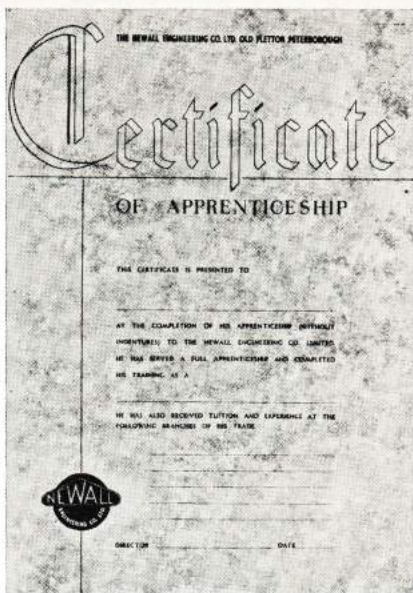 THE NEWALL ENGINEERING CO. LTD. OLD FLETTON PETERBOROUGH
Certificate
OF APPRENTICESHIP
THIS CERTIFICATE IS PRESENTED TO
AT THE COMPLETION OF HIS APPRENTICESHIP (WITHOUT
INDENTURES) TO THE NEWALL ENGINEERING CO. LIMITED.
HE HAS SERVED A FULL APPRENTICESHIP AND COMPLETED
HIS TRAINING AS A
HE HAS ALSO RECEIVED TUITION AND EXPERIENCE AT THE
FOLLOWING BRANCHES OF HIS TRADE
NEWALL
ENGINEERING CO. LTD.
DIRECTOR DATE